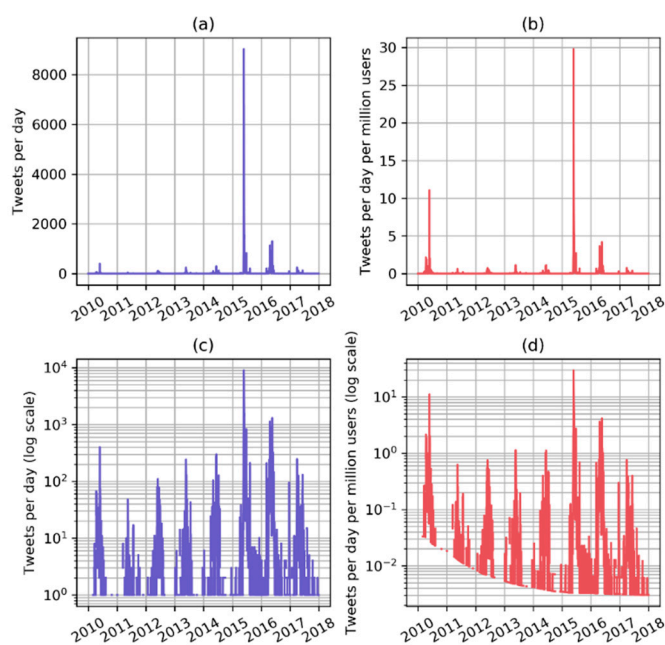 (a)
Tweets per day
8000
6000
4000
2000
0
2010 2011 2012 2013 2014 2015 2016 2017 2018
(b)
Tweets per day per million users
30
25
20
15
10
5
0
2010 2011 2012 2013 2014 2015 2016 2017 2018
(c)
Tweets per day (log scale)
10⁴
10³
10²
10¹
10⁰
2010 2011 2012 2013 2014 2015 2016 2017 2018
(d)
Tweets per day per million users (log scale)
10¹
10⁰
10⁻¹
10⁻²
2010 2011 2012 2013 2014 2015 2016 2017 2018